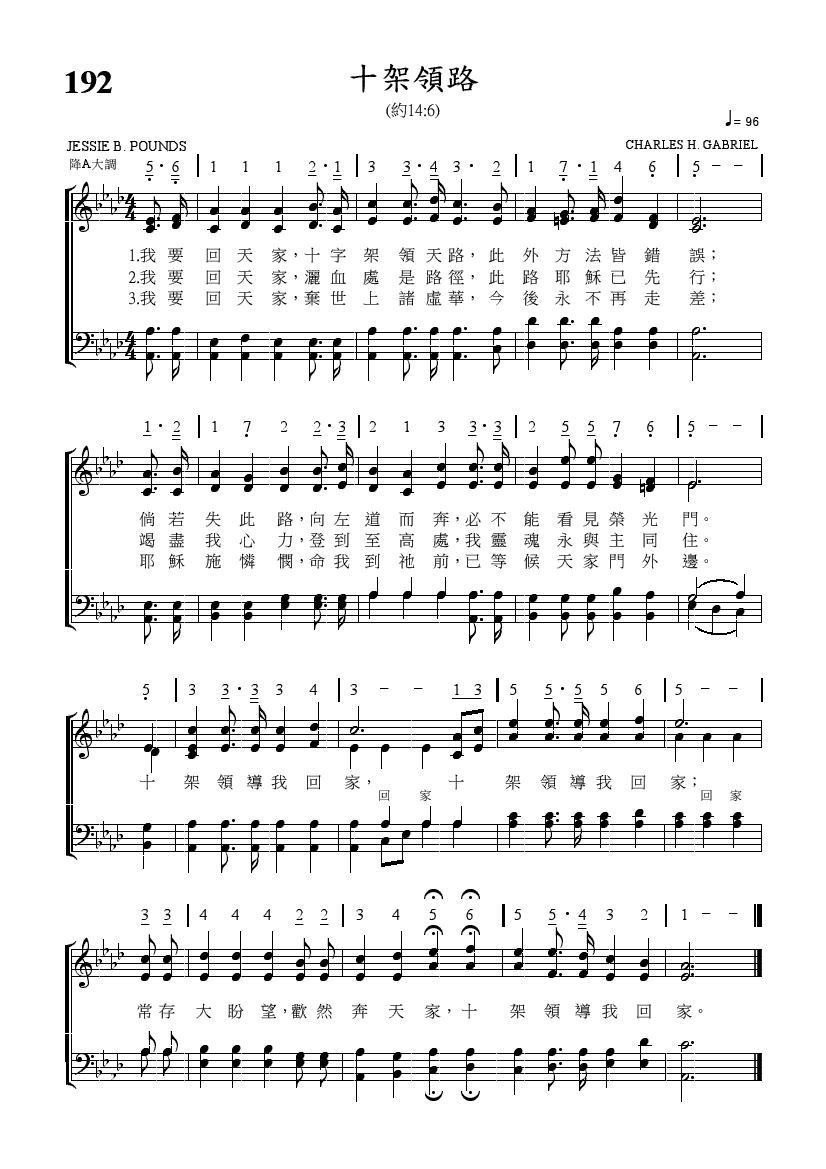 192
十架領路
(約14:6)
♩= 96
JESSIE B. POUNDS
CHARLES H. GABRIEL
降A大調 5̣ · 6̣ | 1 1 1 2 · 1 | 3 3 · 4 3 · 2 | 1 7̣ · 1 4 6̣ | 5̣ – – |
1.我要回天家,十字架領天路,此外方法皆錯誤;
2.我要回天家,灑血處是路徑,此路耶穌已先行;
3.我要回天家,棄世上諸虛華,今後永不再走差;
1 · 2 | 1 7̣ 2 2 · 3 | 2 1 3 3 · 3 | 2 5 5 7̣ 6̣ | 5̣ – – |
倘若失此路,向左道而奔,必不能看見榮光門。
竭盡我心力,登到至高處,我靈魂永與主同住。
耶穌施憐憫,命我到祂前,已等候天家門外邊。
5̣ | 3 3 · 3 3 4 | 3 – – 1 3 | 5 5 · 5 5 6 | 5 – – |
十架領導我回家,十架領導我回家;
回家 回家
3 3 | 4 4 4 2 2 | 3 4 5 6 | 5 5 · 4 3 2 | 1 – – |
常存大盼望,歡然奔天家,十架領導我回家。